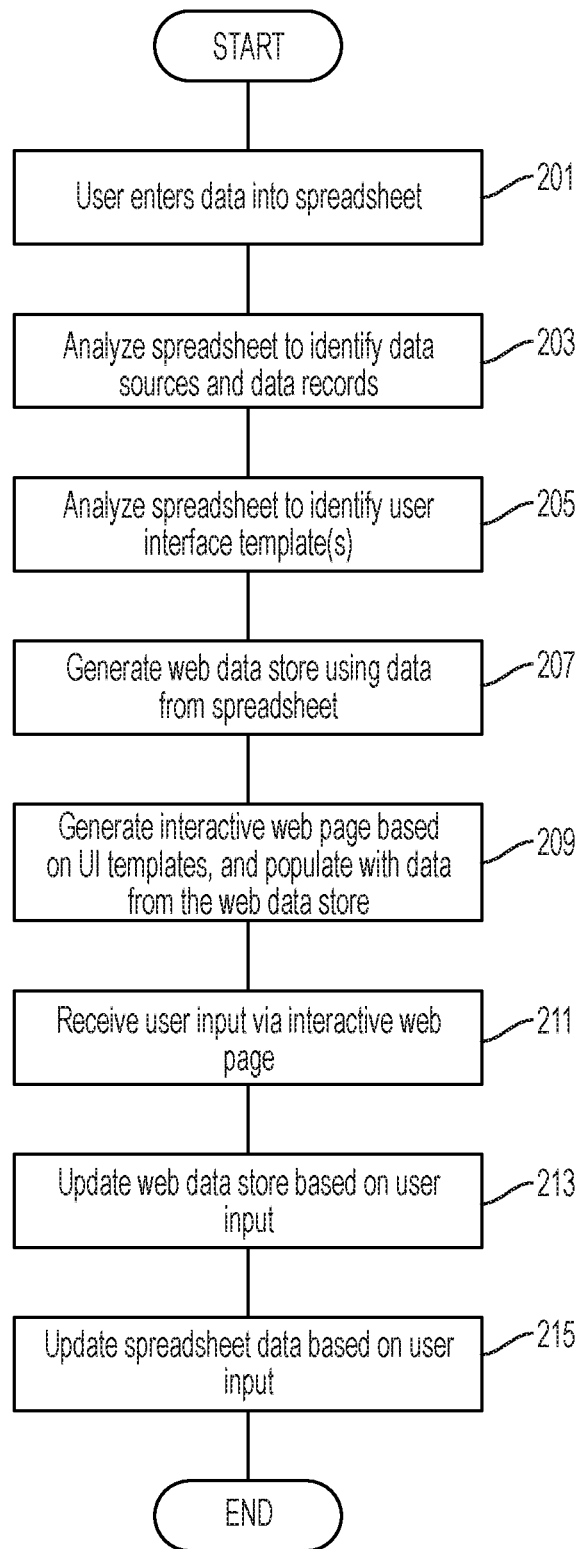 START
User enters data into spreadsheet
201
Analyze spreadsheet to identify data
sources and data records
203
Analyze spreadsheet to identify user
interface template(s)
205
Generate web data store using data
from spreadsheet
207
Generate interactive web page based
on UI templates, and populate with data
from the web data store
209
Receive user input via interactive web
page
211
Update web data store based on user
input
213
Update spreadsheet data based on user
input
215
END